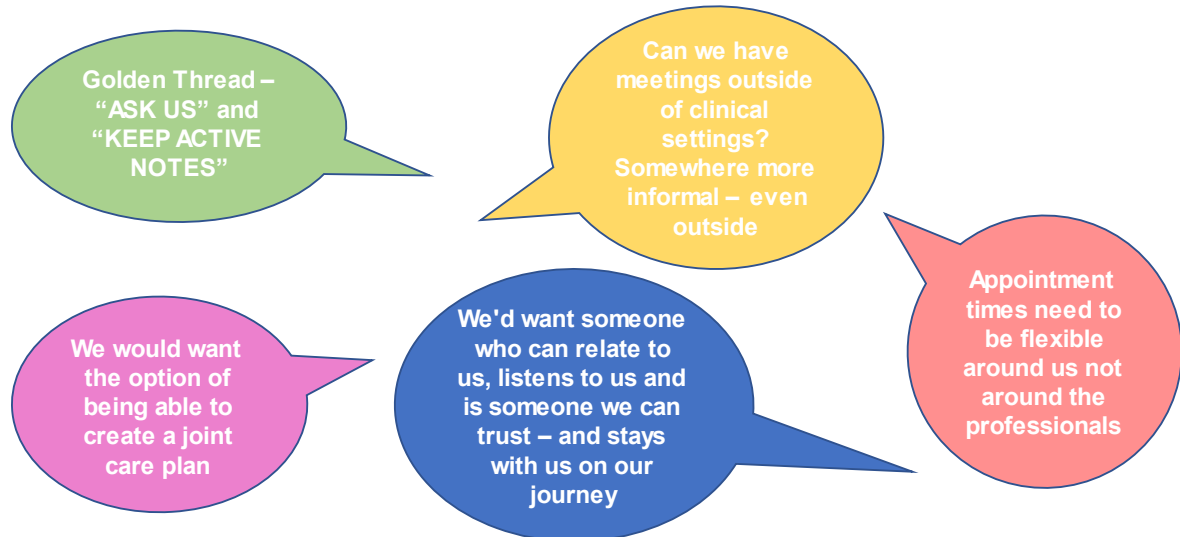 Golden Thread –
“ASK US” and
“KEEP ACTIVE
NOTES”
Can we have
meetings outside
of clinical
settings?
Somewhere more
informal – even
outside
Appointment
times need to
be flexible
around us not
around the
professionals
We would want
the option of
being able to
create a joint
care plan
We'd want someone
who can relate to
us, listens to us and
is someone we can
trust – and stays
with us on our
journey